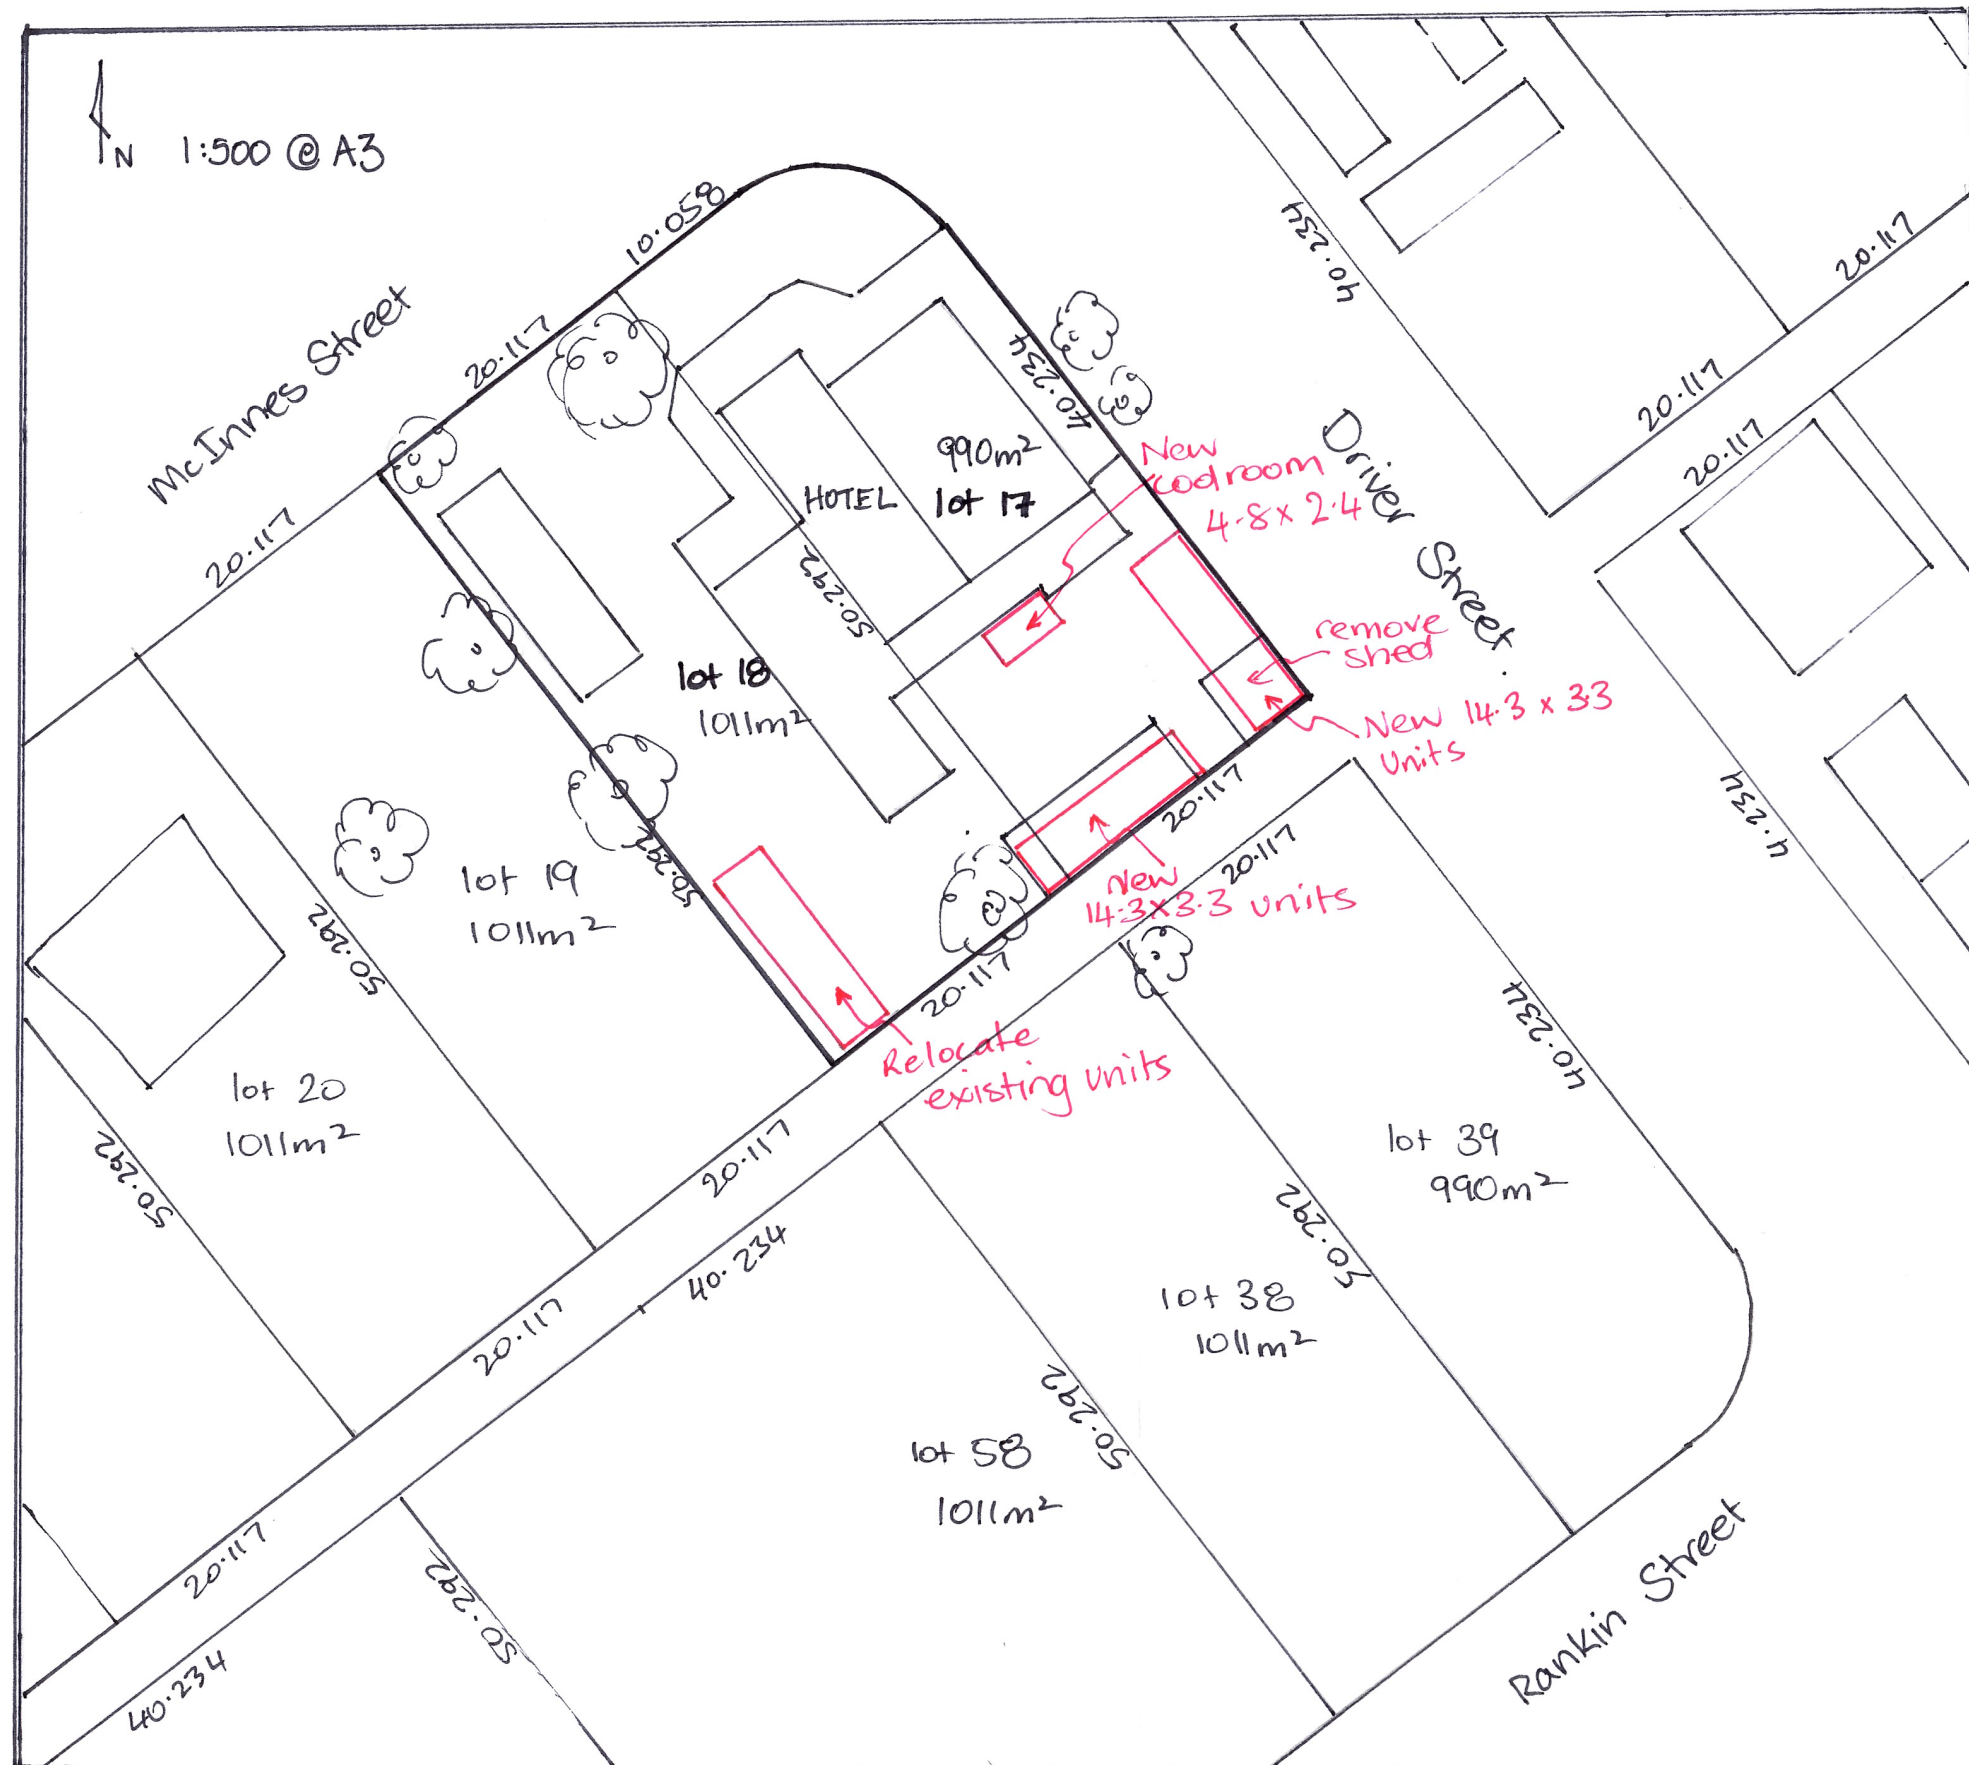 N 1:500 @ A3
McInnes Street
10.058
20.117
20.117
40.234
40.234
20.117
20.117
20.117
Driver Street
New
coolroom
4.8 x 2.4
990m²
HOTEL lot 17
50.292
remove
shed
New 14.3 x 3.3
Units
lot 18
1011m²
20.117
New
14.3x3.3 units
20.117
4.234
lot 19
1011m²
50.292
50.292
20.117
Relocate
existing units
40.234
lot 20
1011m²
50.292
20.117
40.234
lot 39
990m²
50.292
lot 38
1011m²
20.117
50.292
lot 58
1011m²
20.117
50.292
40.234
Rankin Street